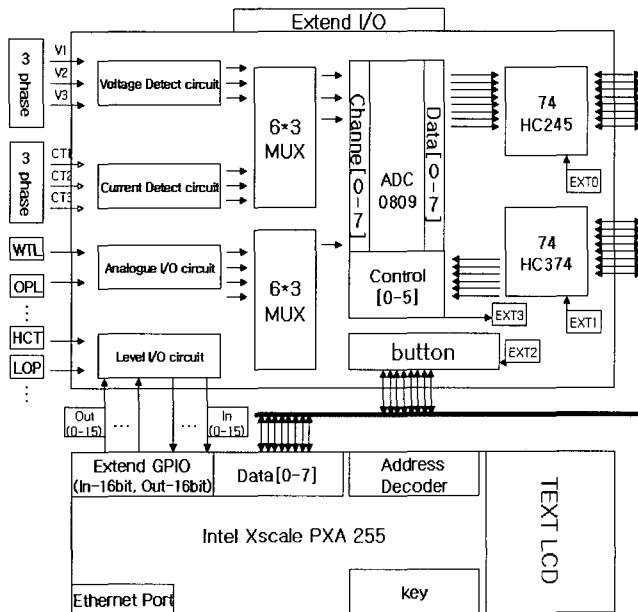 Extend I/O
3 phase
V1
V2
V3
Voltage Detect circuit
6*3
MUX
Channe[0-7]
ADC
0809
Data[0-7]
74
HC245
EXT0
3 phase
CT1
CT2
CT3
Current Detect circuit
WTL
OPL
⋮
Analogue I/O circuit
6*3
MUX
Control
[0-5]
74
HC374
EXT3
EXT1
HCT
LOP
⋮
Level I/O circuit
button
EXT2
Out
(0-15)
...
...
In
(0-15)
Extend GPIO
(In-16bit, Out-16bit)
Data[0-7]
Address
Decoder
TEXT LCD
Intel Xscale PXA 255
Ethernet Port
key